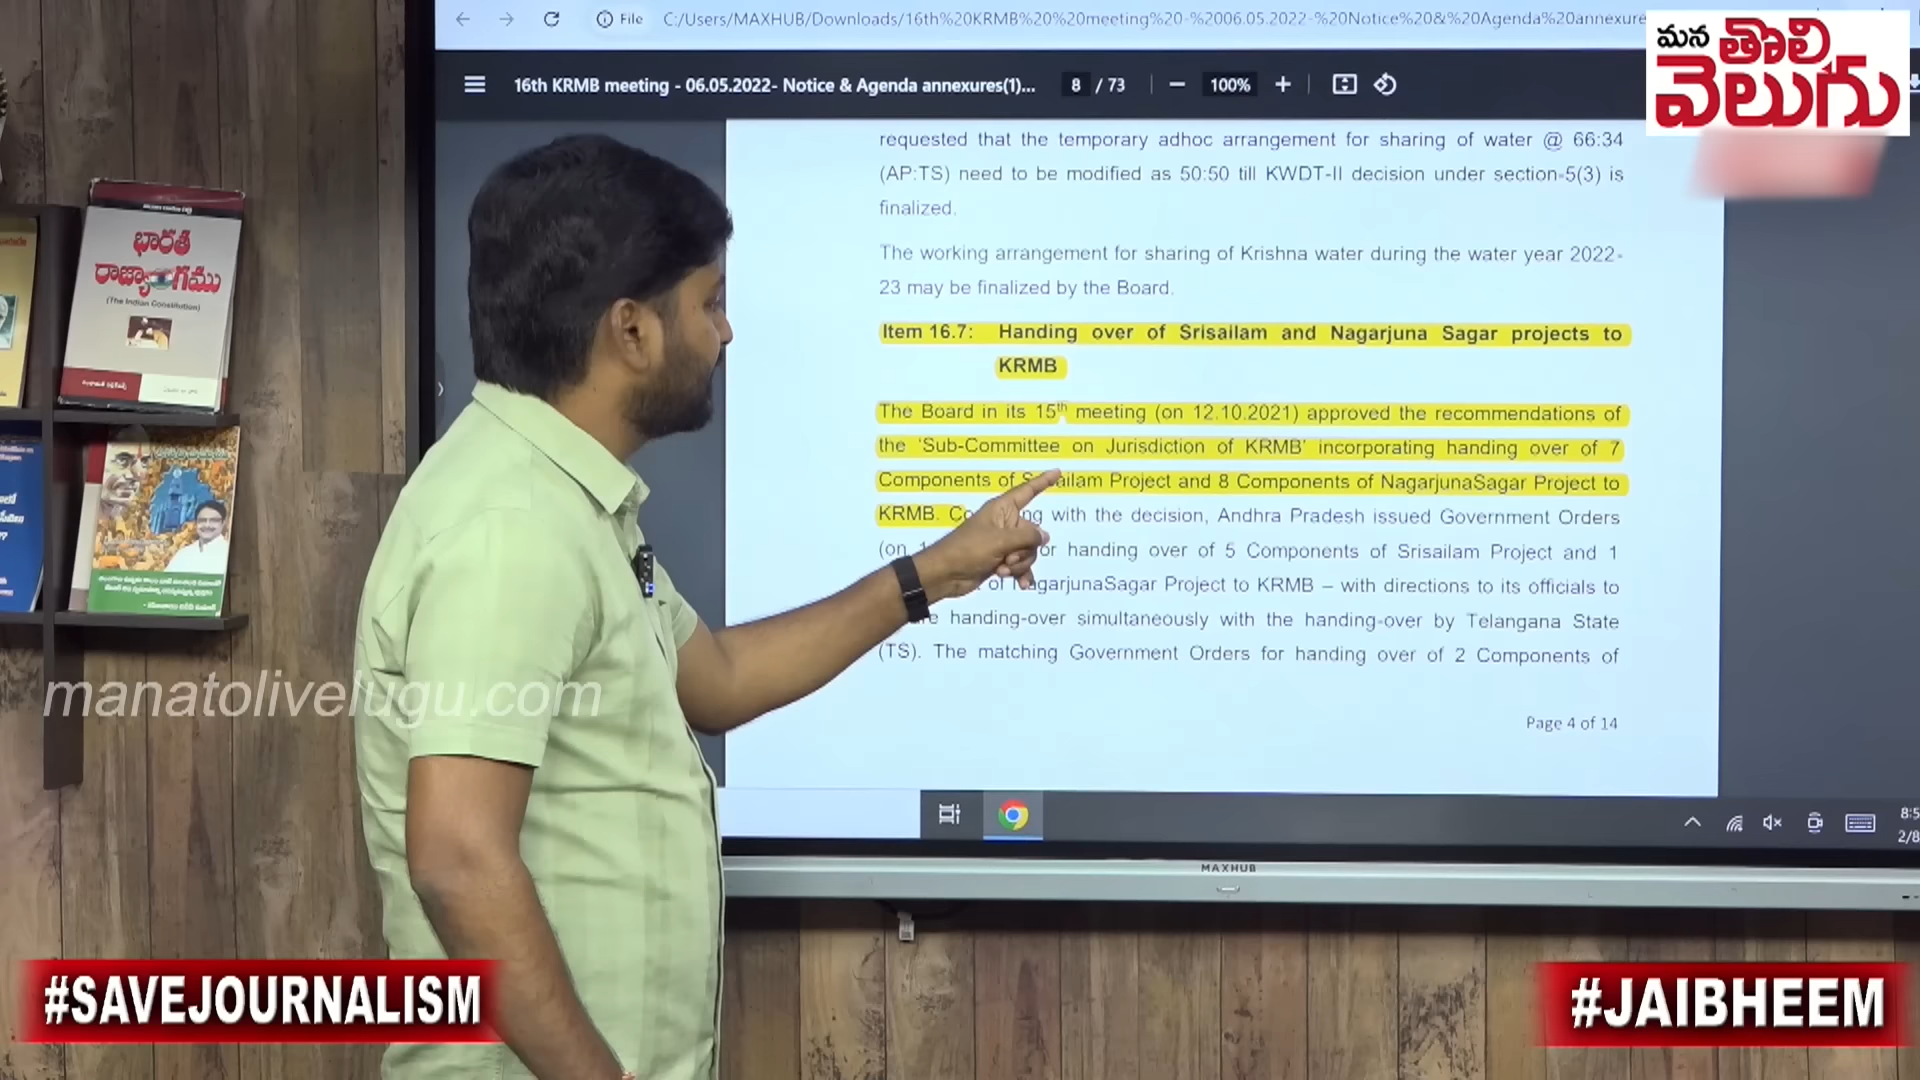 File C:/Users/MAXHUB/Downloads/16th%20KRMB%20%20meeting%20-%2006.05.2022-%20Notice%20&%20Agenda%20annexure
16th KRMB meeting - 06.05.2022- Notice & Agenda annexures(1)... 8 / 73 100%
మన
తొలి
వెలుగు
requested that the temporary adhoc arrangement for sharing of water @ 66:34
(AP:TS) need to be modified as 50:50 till KWDT-II decision under section-5(3) is
finalized.
The working arrangement for sharing of Krishna water during the water year 2022-
23 may be finalized by the Board.
Item 16.7: Handing over of Srisailam and Nagarjuna Sagar projects to
KRMB
The Board in its 15th meeting (on 12.10.2021) approved the recommendations of
the 'Sub-Committee on Jurisdiction of KRMB' incorporating handing over of 7
Components of Project and 8 Components of NagarjunaSagar Project to
KRMB. with the decision, Andhra Pradesh issued Government Orders
(on handing over of 5 Components of Srisailam Project and 1
of NagarjunaSagar Project to KRMB – with directions to its officials to
handing-over simultaneously with the handing-over by Telangana State
(TS). The matching Government Orders for handing over of 2 Components of
Page 4 of 14
8:5
2/8
MAXHUB
భారత
రాజ్యాంగము
(The Indian Constitution)
manatolivelugu.com
#SAVEJOURNALISM
#JAIBHEEM